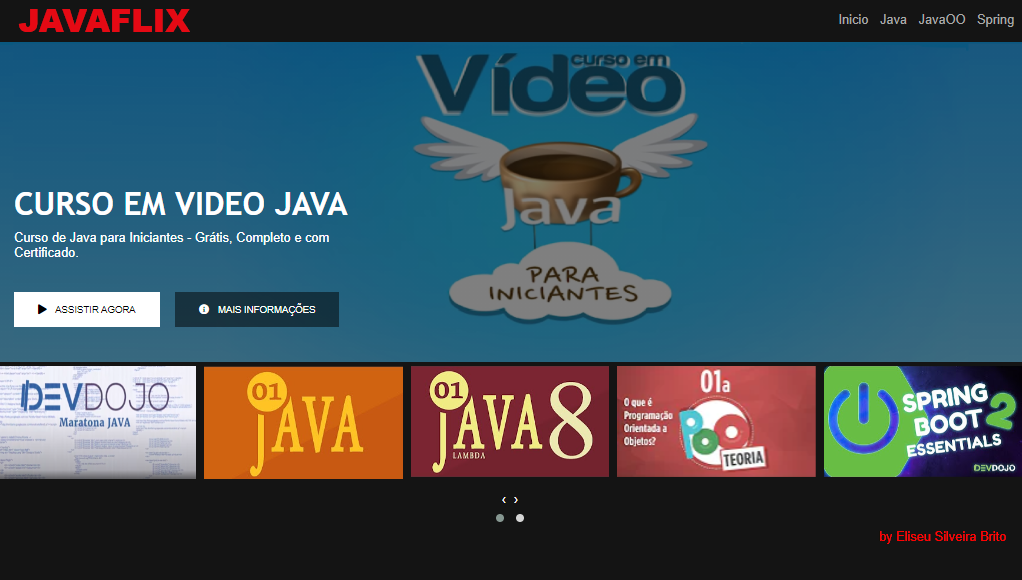 JAVAFLIX
Inicio Java JavaOO Spring
curso em
Vídeo
Java
PARA
INICIANTES
CURSO EM VIDEO JAVA
Curso de Java para Iniciantes - Grátis, Completo e com
Certificado.
ASSISTIR AGORA
MAIS INFORMAÇÕES
DEVDOJO
Maratona JAVA
01
JAVA
01
JAVA 8
LAMBDA
01a
O que é
Programação
Orientada a
Objetos?
POO
TEORIA
SPRING
BOOT 2
ESSENTIALS
DEVDOJO
‹ ›
by Eliseu Silveira Brito